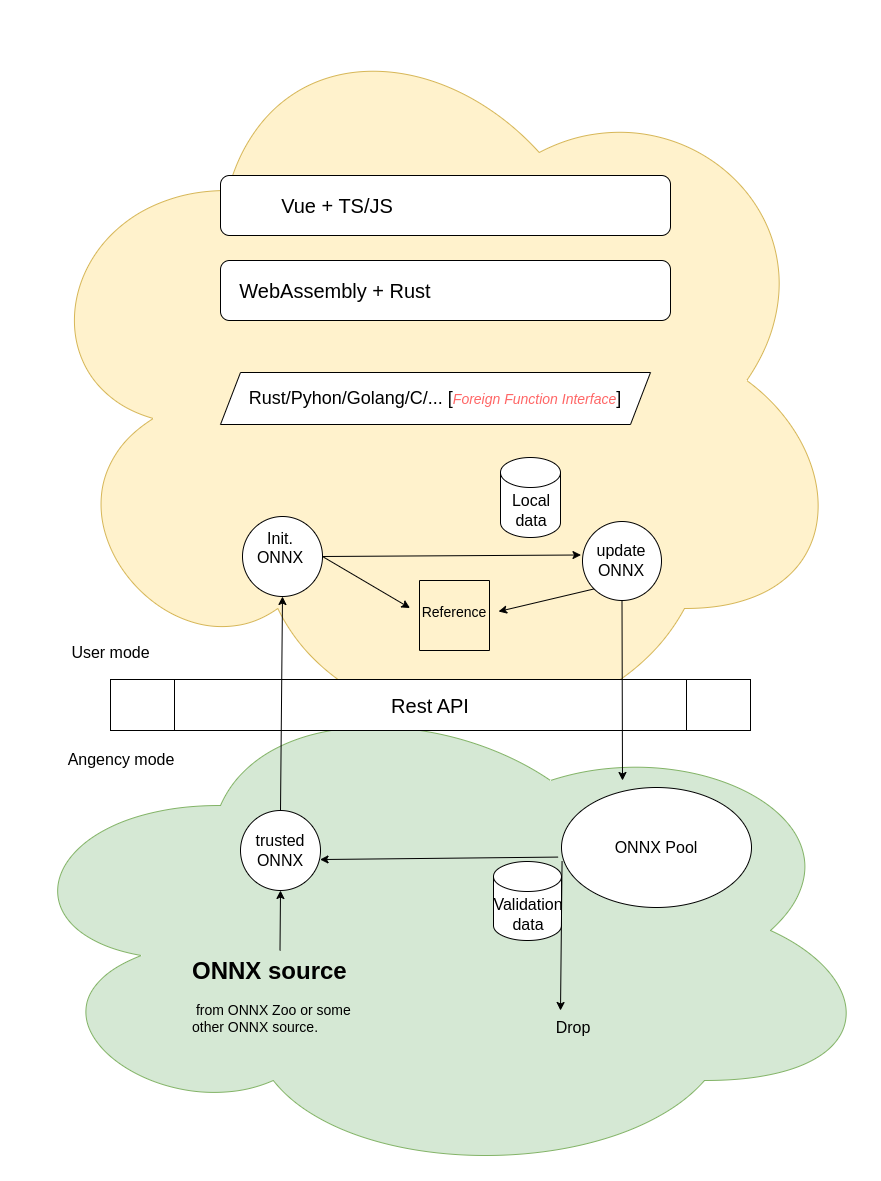 Vue + TS/JS
WebAssembly + Rust
Rust/Pyhon/Golang/C/... [Foreign Function Interface]
Local
data
Init.
ONNX
update
ONNX
Reference
User mode
Rest API
Angency mode
trusted
ONNX
ONNX Pool
Validation
data
ONNX source
from ONNX Zoo or some
other ONNX source.
Drop